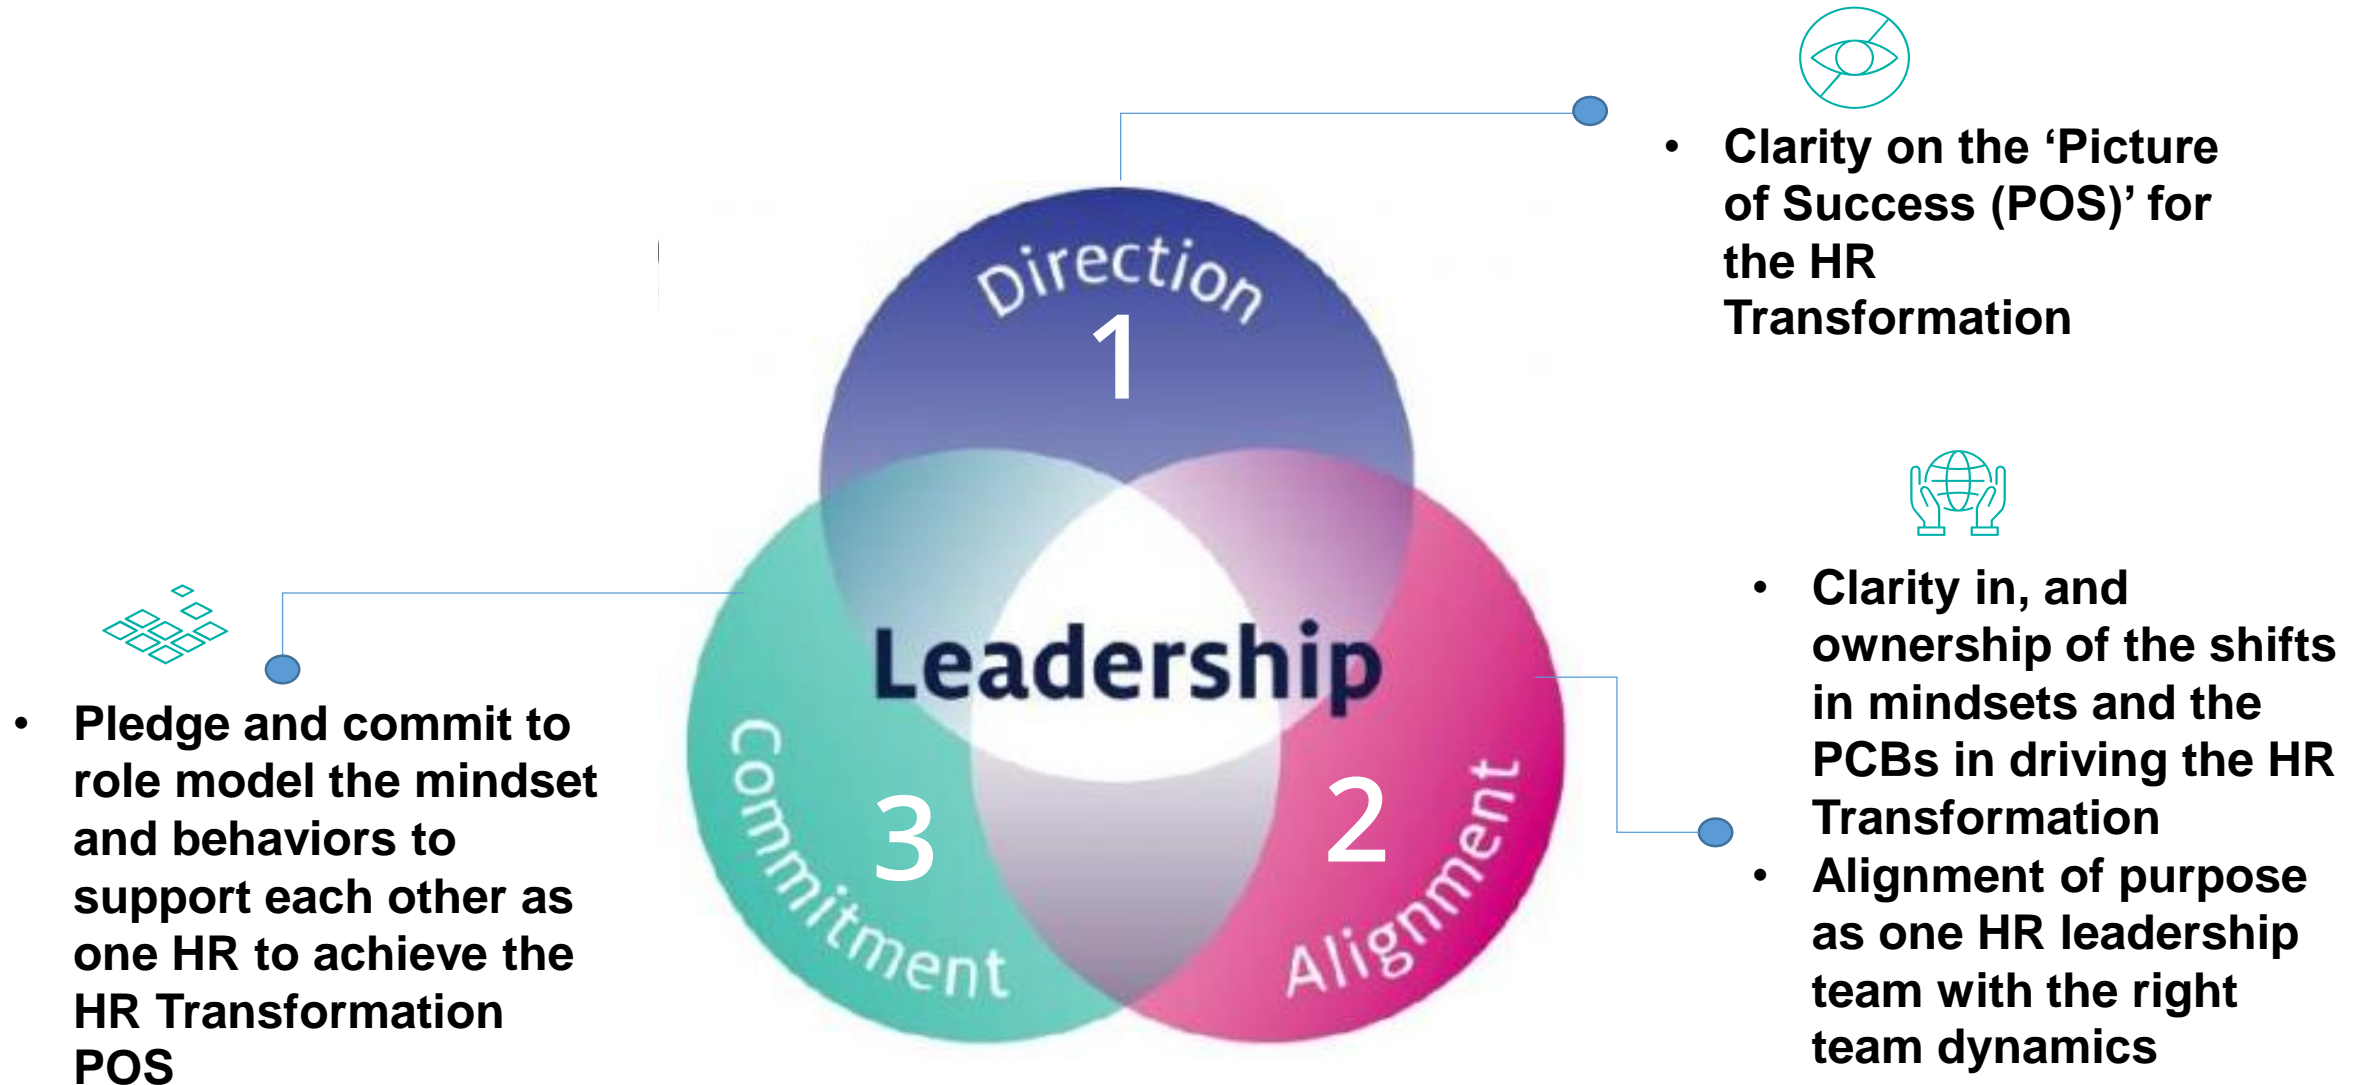 • Clarity on the ‘Picture
of Success (POS)’ for
the HR
Transformation
Direction
1
Leadership
• Clarity in, and
ownership of the shifts
in mindsets and the
PCBs in driving the HR
Transformation
• Alignment of purpose
as one HR leadership
team with the right
team dynamics
2
Alignment
3
Commitment
• Pledge and commit to
role model the mindset
and behaviors to
support each other as
one HR to achieve the
HR Transformation
POS